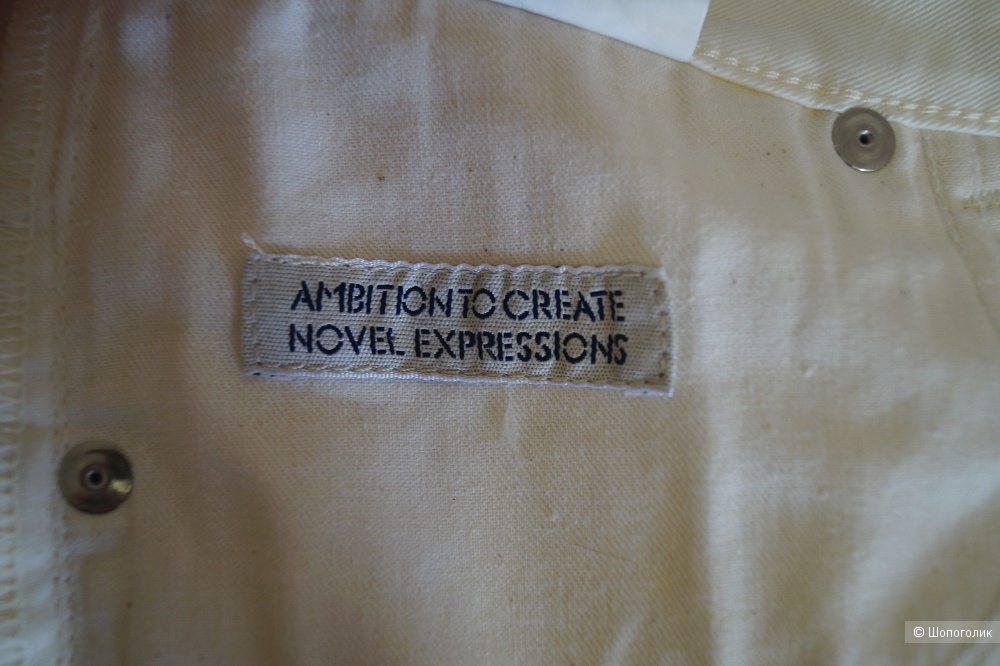 AMBITION TO CREATE
NOVEL EXPRESSIONS
© Шопоголик